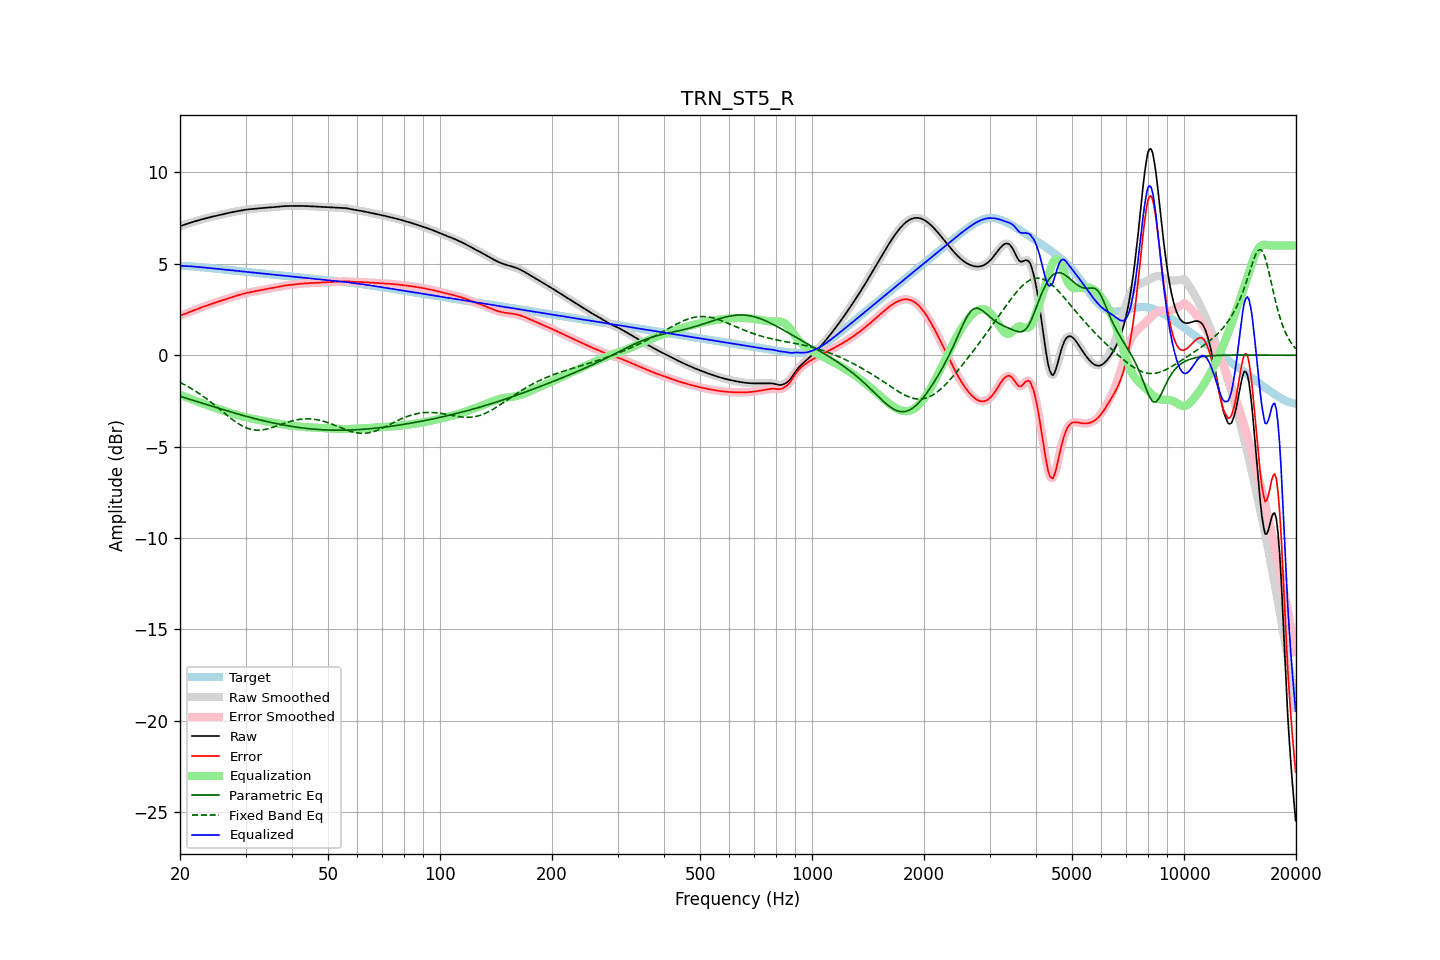 TRN_ST5_R
Amplitude (dBr)
10
5
0
−5
−10
−15
−20
−25
Target
Raw Smoothed
Error Smoothed
Raw
Error
Equalization
Parametric Eq
Fixed Band Eq
Equalized
20 50 100 200 500 1000 2000 5000 10000 20000
Frequency (Hz)